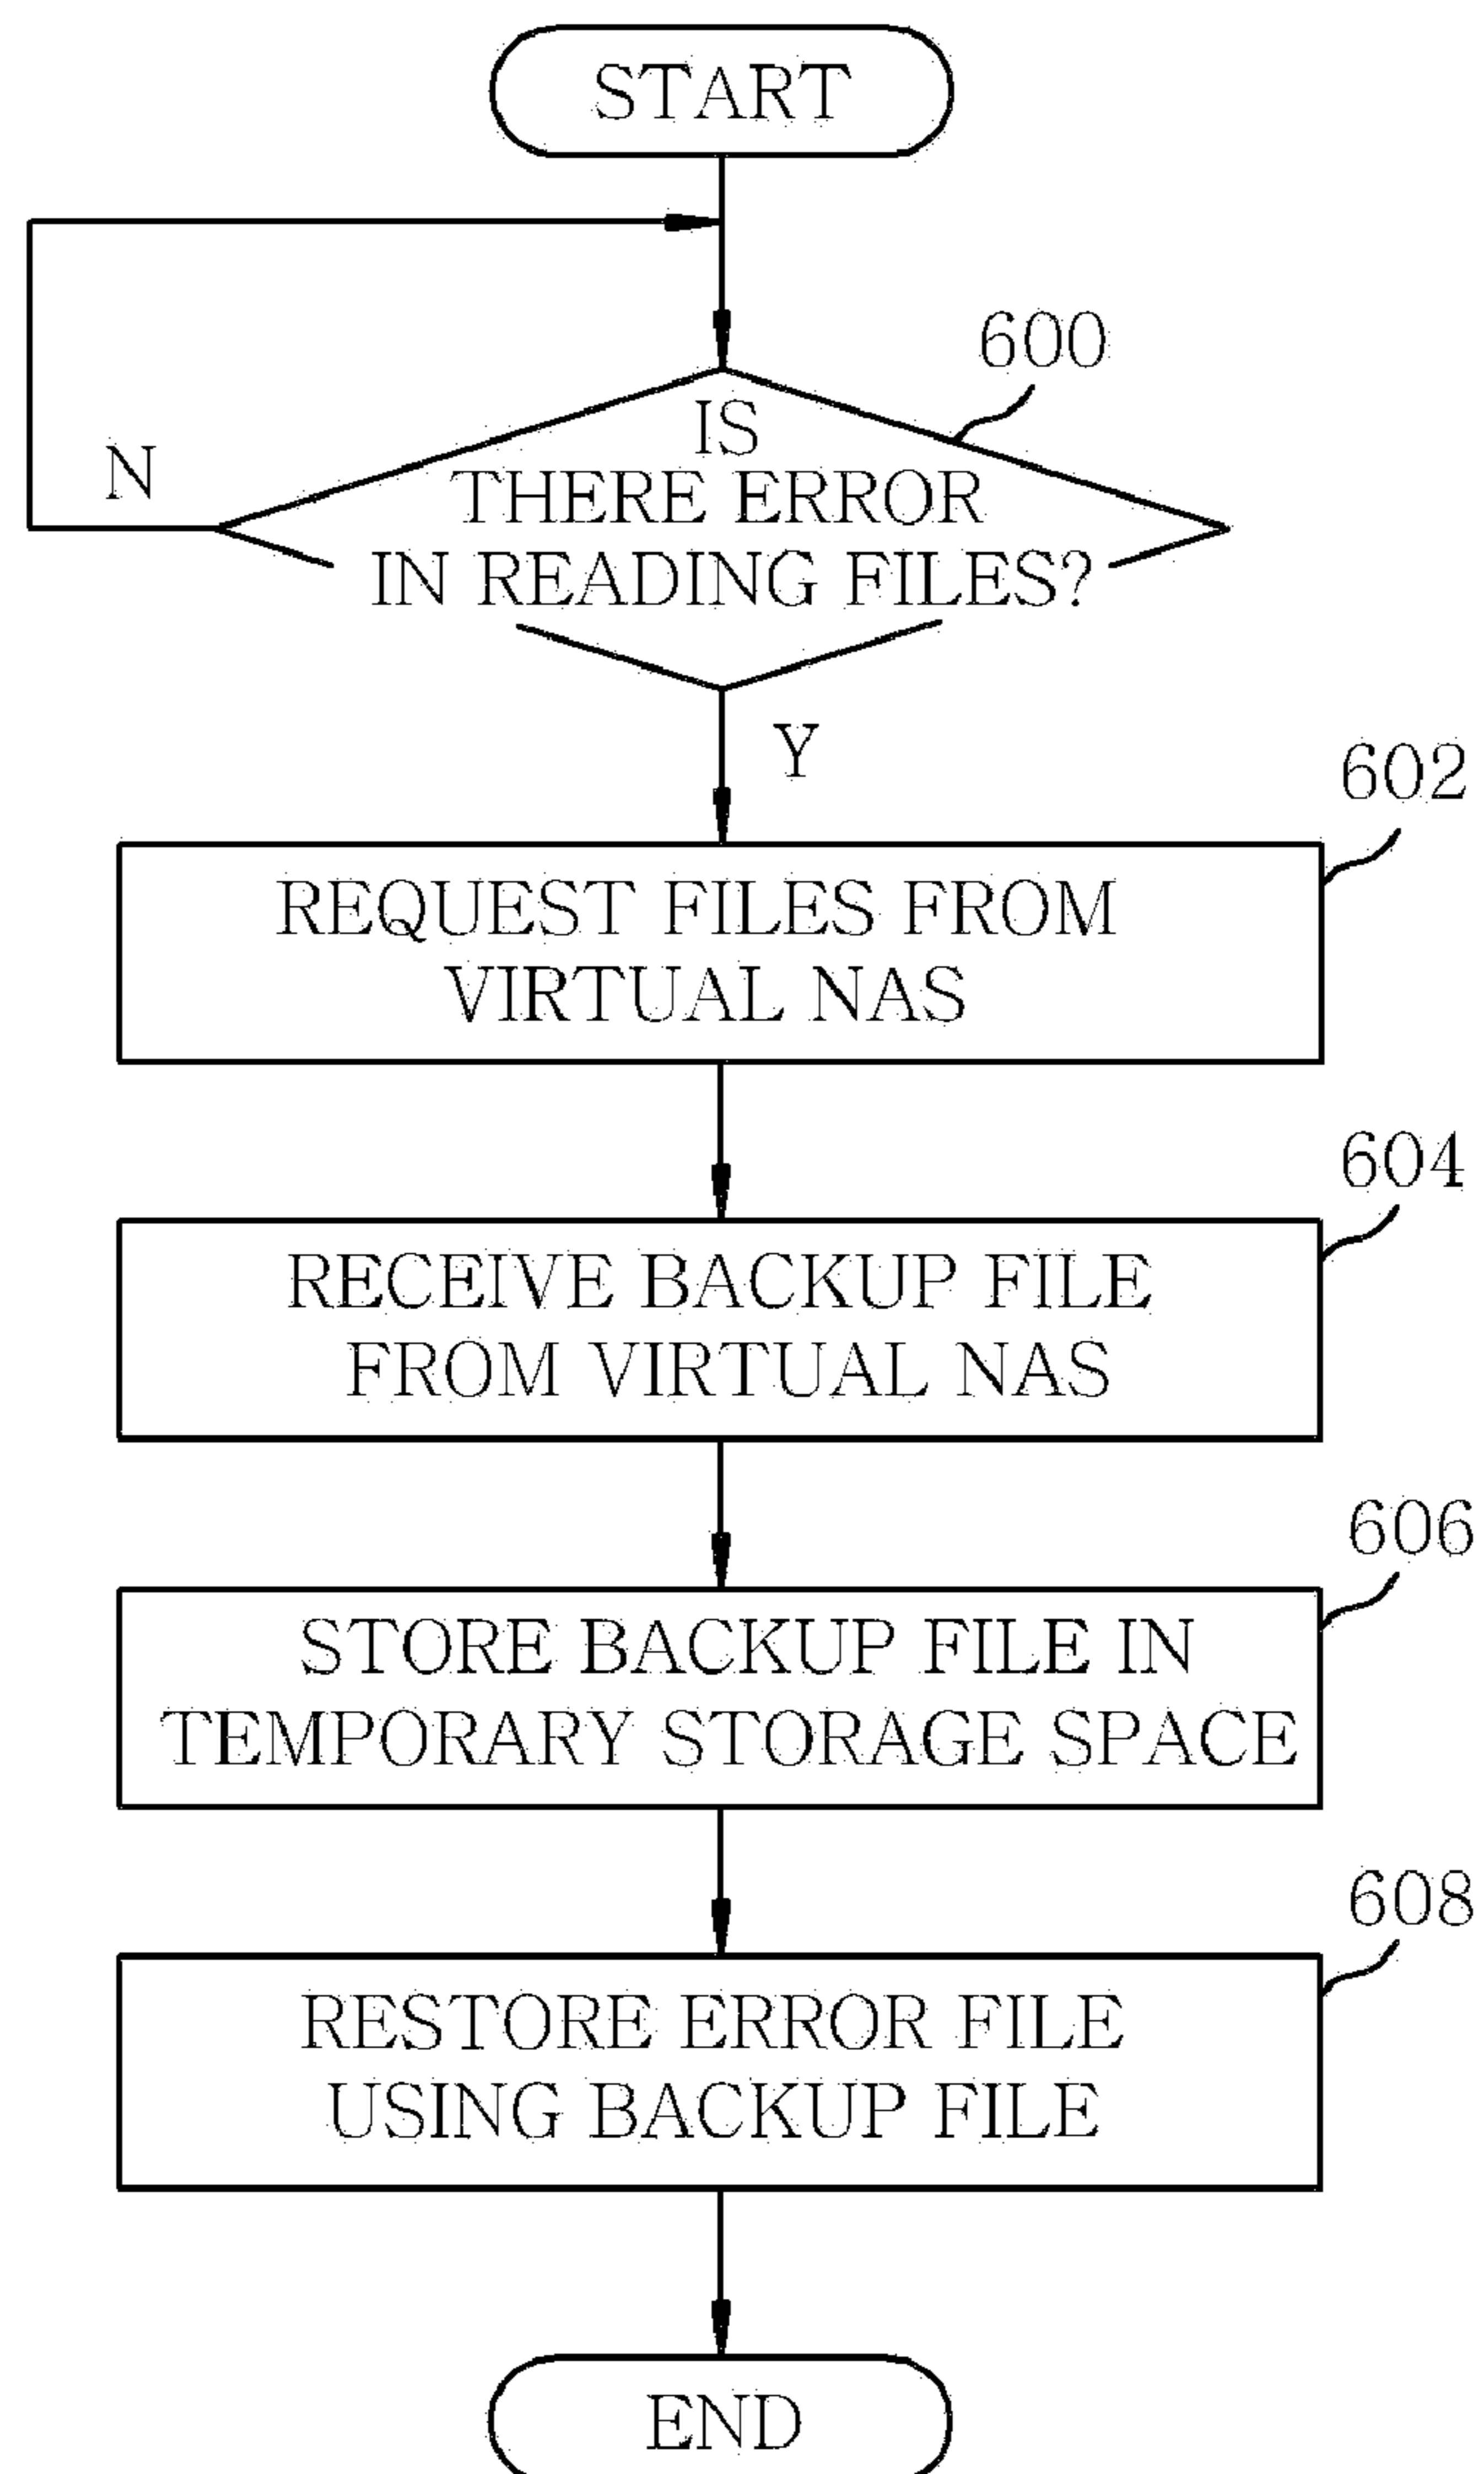 START
600
IS
THERE ERROR
IN READING FILES?
N
Y
602
REQUEST FILES FROM
VIRTUAL NAS
604
RECEIVE BACKUP FILE
FROM VIRTUAL NAS
606
STORE BACKUP FILE IN
TEMPORARY STORAGE SPACE
608
RESTORE ERROR FILE
USING BACKUP FILE
END